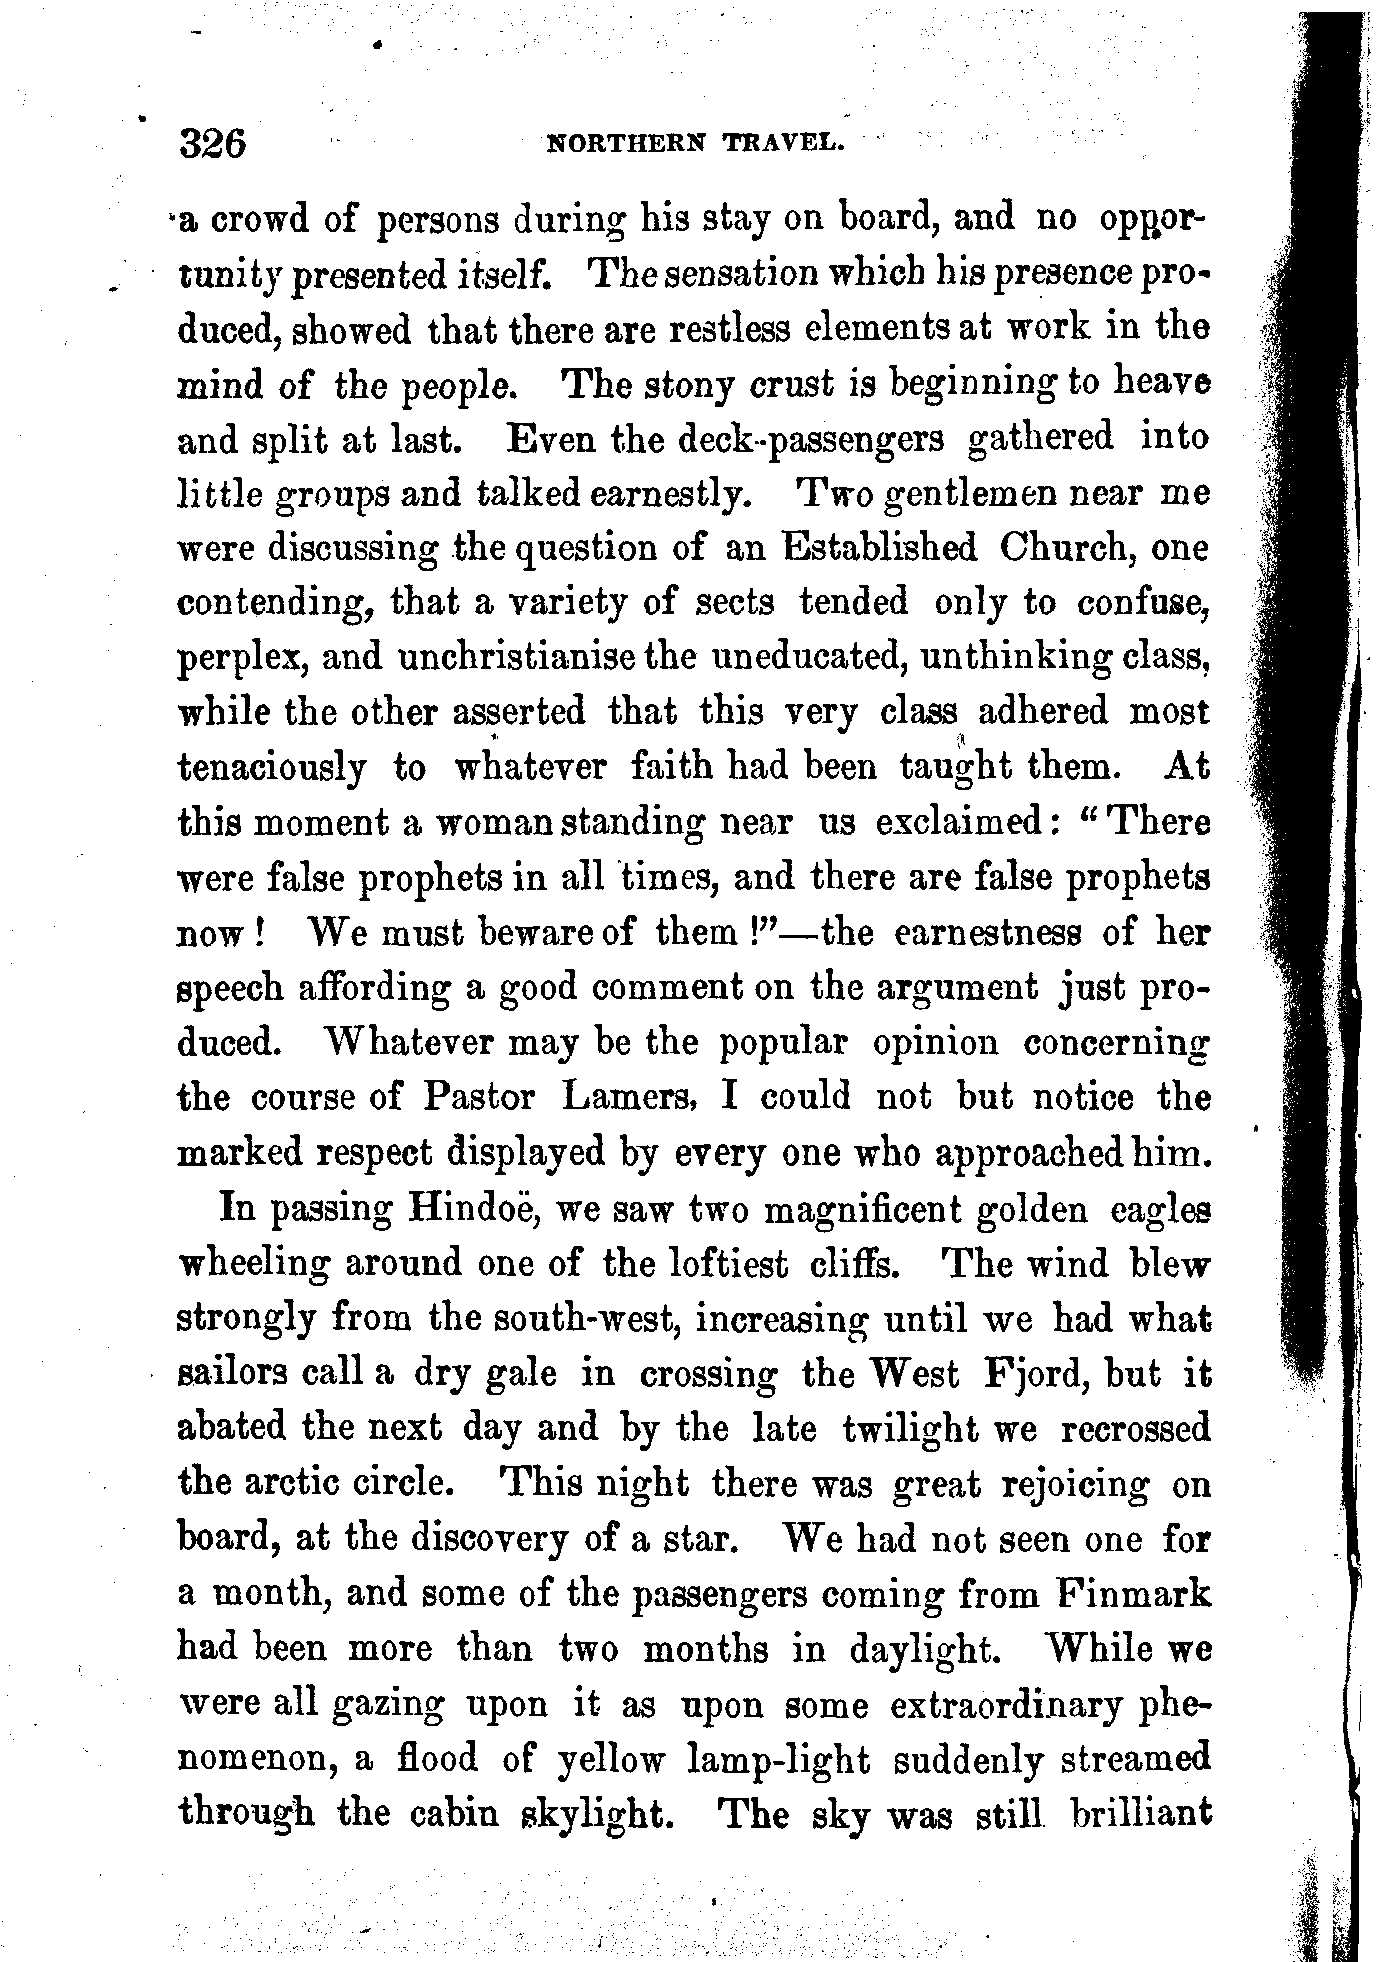 326 NORTHERN TRAVEL.
a crowd of persons during his stay on board, and no oppor-
tunity presented itself. The sensation which his presence pro-
duced, showed that there are restless elements at work in the
mind of the people. The stony crust is beginning to heave
and split at last. Even the deck-passengers gathered into
little groups and talked earnestly. Two gentlemen near me
were discussing the question of an Established Church, one
contending, that a variety of sects tended only to confuse,
perplex, and unchristianise the uneducated, unthinking class,
while the other asserted that this very class adhered most
tenaciously to whatever faith had been taught them. At
this moment a woman standing near us exclaimed: “There
were false prophets in all times, and there are false prophets
now! We must beware of them!”—the earnestness of her
speech affording a good comment on the argument just pro-
duced. Whatever may be the popular opinion concerning
the course of Pastor Lamers, I could not but notice the
marked respect displayed by every one who approached him.
In passing Hindoë, we saw two magnificent golden eagles
wheeling around one of the loftiest cliffs. The wind blew
strongly from the south-west, increasing until we had what
sailors call a dry gale in crossing the West Fjord, but it
abated the next day and by the late twilight we recrossed
the arctic circle. This night there was great rejoicing on
board, at the discovery of a star. We had not seen one for
a month, and some of the passengers coming from Finmark
had been more than two months in daylight. While we
were all gazing upon it as upon some extraordinary phe-
nomenon, a flood of yellow lamp-light suddenly streamed
through the cabin skylight. The sky was still brilliant